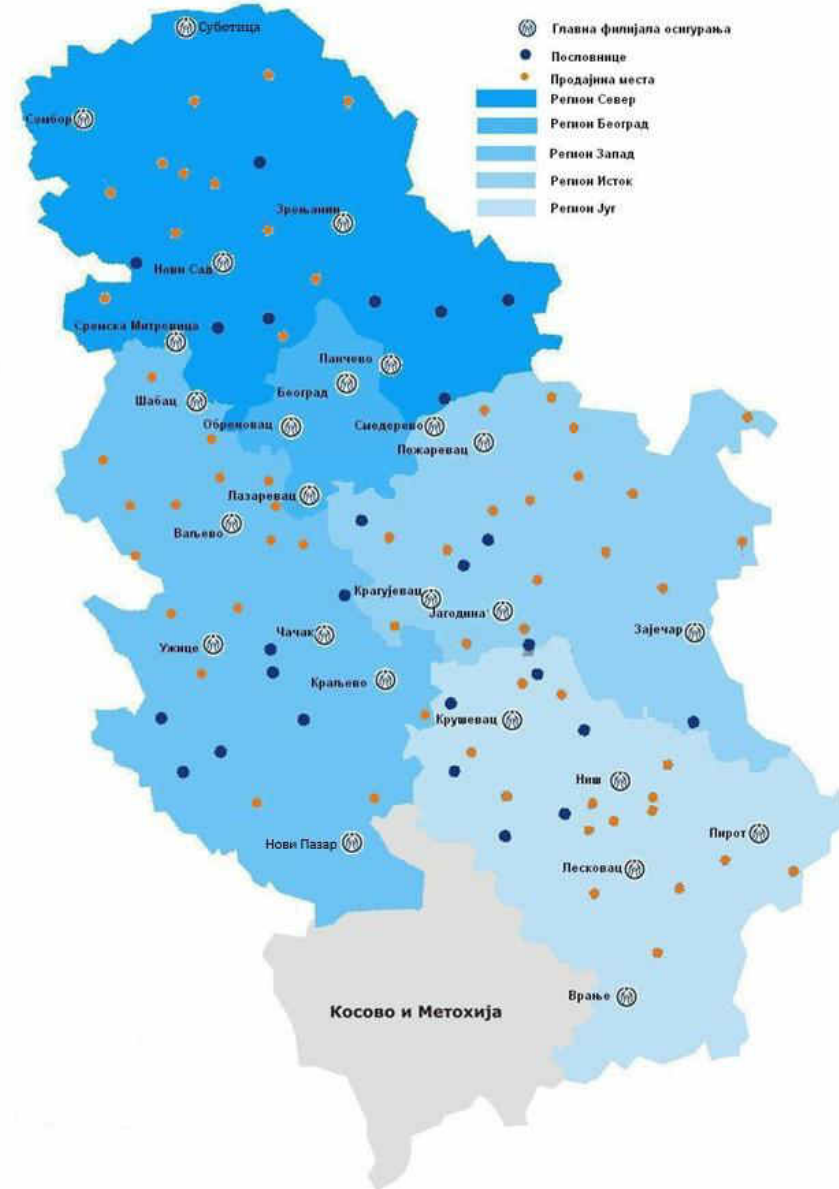 Суботица
Главна филијала осигурања
Пословнице
Продајина места
Регион Север
Регион Београд
Регион Запад
Регион Исток
Регион Југ
Сомбор
Зрењанин
Нови Сад
Сремска Митровица
Панчево
Београд
Шабац
Обреновац
Смедерево
Пожаревац
Лазаревац
Ваљево
Крагујевац
Јагодина
Зајечар
Чачак
Ужице
Краљево
Крушевац
Ниш
Пирот
Нови Пазар
Лесковац
Врање
Косово и Метохија